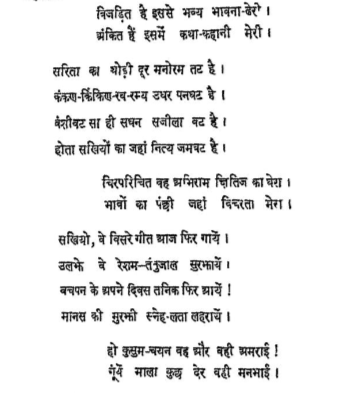 विजड़ित है इससे भव्य भावना-ढेरी ।
अंकित हैं इसमें कथा-कहानी मेरी ।
सरिता का थोड़ी दूर मनोरम तट है ।
कंकण-किंकिण-रव-रम्य उधर पनघट है ।
वंशीवट सा ही सघन सजीला वट है ।
होता सखियों का जहां नित्य जमघट है ।
चिरपरिचित वह अभिराम क्षितिज का घेरा ।
भावों का पंछी जहां विचरता मेरा ।
सखियो, वे बिसरे गीत आज फिर गायें ।
उलझे वे रेशम-तंतुजाल सुरझायें ।
बचपन के अपने दिवस तनिक फिर आयें !
मानस की मुरझी स्नेह-लता लहरायें ।
हो कुसुम-चयन वह और वही अमराई !
गूंथें माला कुछ देर वही मनभाई ।